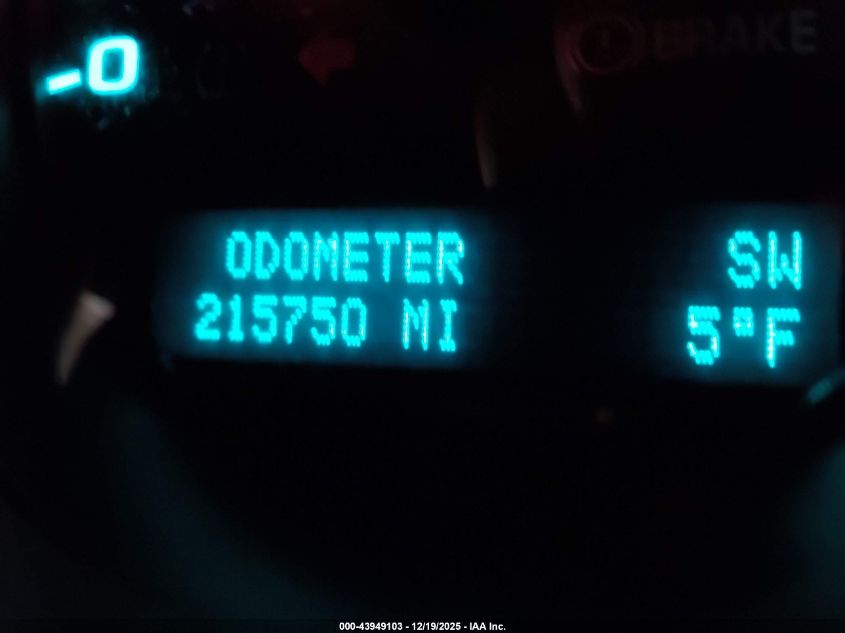 -0
BRAKE
ODOMETER
215750 MI
SW
5°F
000-43949103 - 12/19/2025 - IAA Inc.